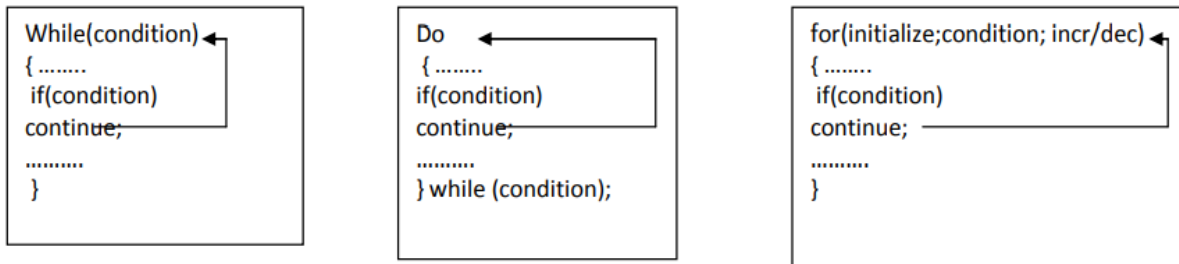 While(condition)
{ ........
if(condition)
continue;
..........
}
Do
{ ........
if(condition)
continue;
..........
} while (condition);
for(initialize;condition; incr/dec)
{ ........
if(condition)
continue;
..........
}